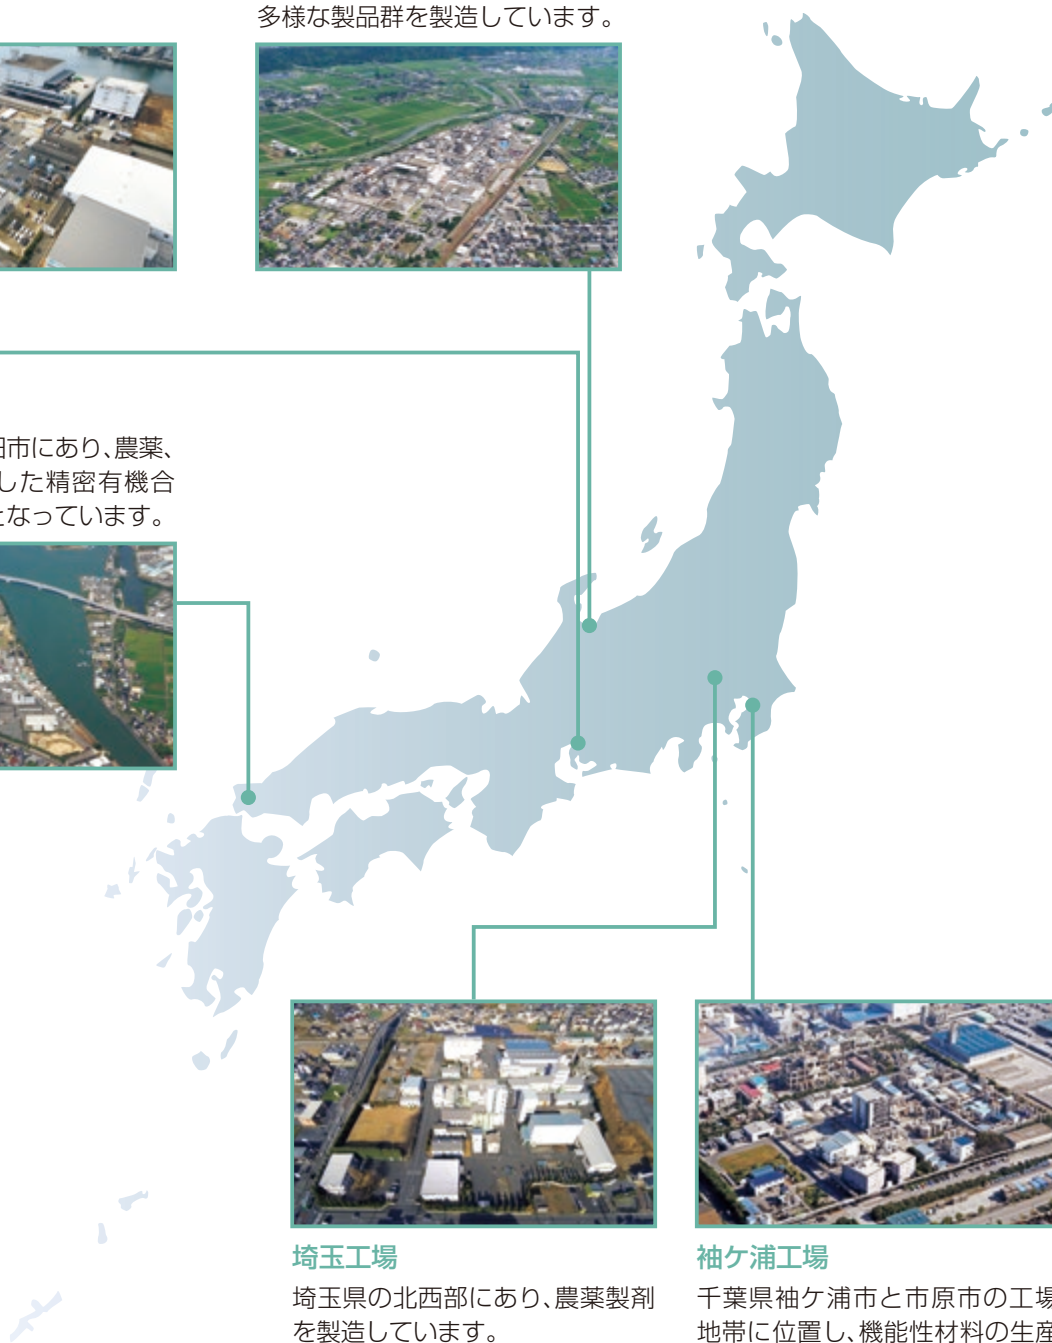 多様な製品群を製造しています。
田市にあり、農薬、
した精密有機合
となっています。
埼玉工場
埼玉県の北西部にあり、農薬製剤
を製造しています。
袖ケ浦工場
千葉県袖ケ浦市と市原市の工場
地帯に位置し、機能性材料の生産